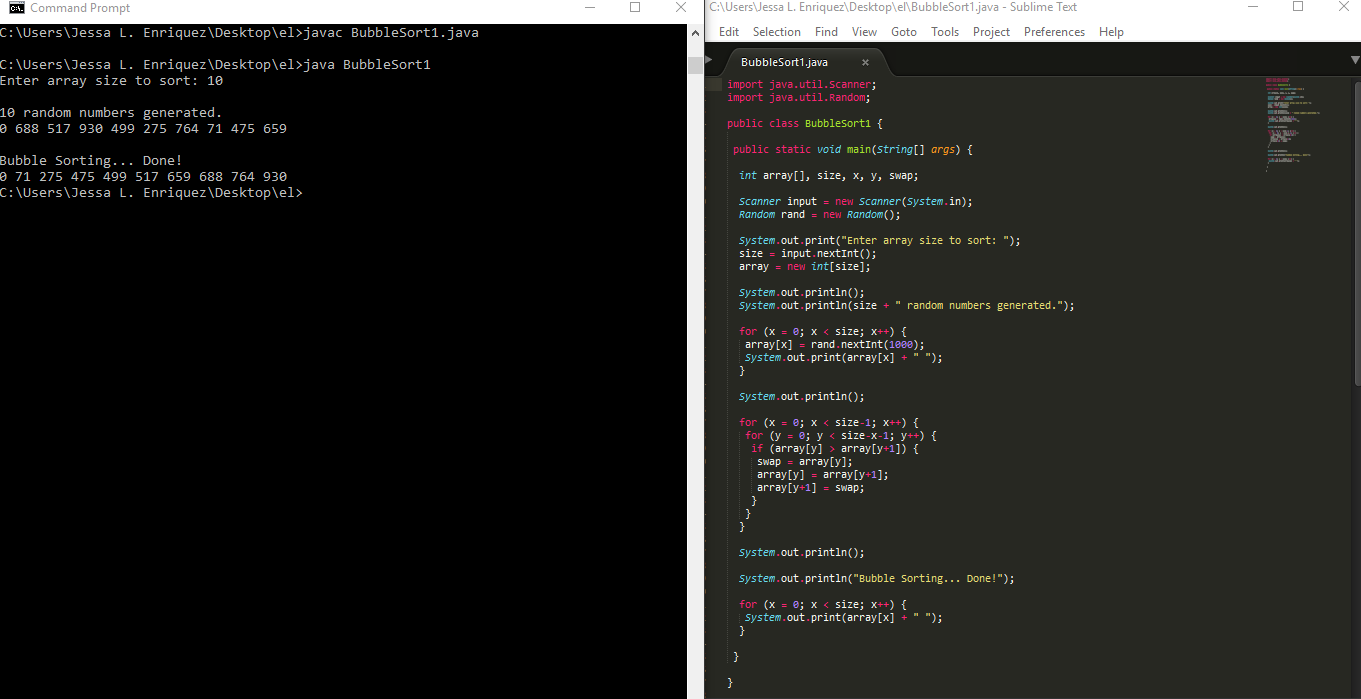 Command Prompt
C:\Users\Jessa L. Enriquez\Desktop\el>javac BubbleSort1.java
C:\Users\Jessa L. Enriquez\Desktop\el>java BubbleSort1
Enter array size to sort: 10
10 random numbers generated.
0 688 517 930 499 275 764 71 475 659
Bubble Sorting... Done!
0 71 275 475 499 517 659 688 764 930
C:\Users\Jessa L. Enriquez\Desktop\el>
C:\Users\Jessa L. Enriquez\Desktop\el\BubbleSort1.java - Sublime Text
Edit Selection Find View Goto Tools Project Preferences Help
BubbleSort1.java
import java.util.Scanner;
import java.util.Random;
public class BubbleSort1 {
public static void main(String[] args) {
int array[], size, x, y, swap;
Scanner input = new Scanner(System.in);
Random rand = new Random();
System.out.print("Enter array size to sort: ");
size = input.nextInt();
array = new int[size];
System.out.println();
System.out.println(size + " random numbers generated.");
for (x = 0; x < size; x++) {
array[x] = rand.nextInt(1000);
System.out.print(array[x] + " ");
}
System.out.println();
for (x = 0; x < size-1; x++) {
for (y = 0; y < size-x-1; y++) {
if (array[y] > array[y+1]) {
swap = array[y];
array[y] = array[y+1];
array[y+1] = swap;
}
}
}
System.out.println();
System.out.println("Bubble Sorting... Done!");
for (x = 0; x < size; x++) {
System.out.print(array[x] + " ");
}
}
}